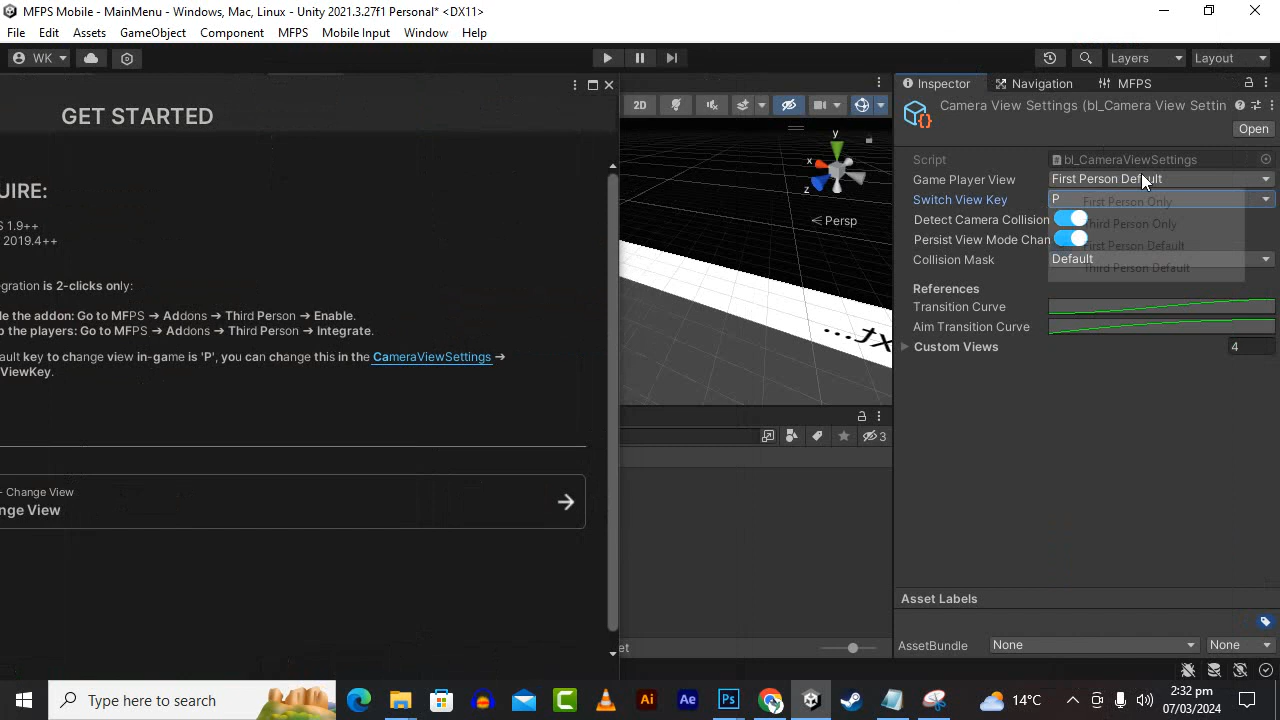 MFPS Mobile - MainMenu - Windows, Mac, Linux - Unity 2021.3.27f1 Personal* <DX11>
File Edit Assets GameObject Component MFPS Mobile Input Window Help
WK
Layers
Layout
GET STARTED
UIRE:
S 1.9++
2019.4++
egration is 2-clicks only:
le the addon: Go to MFPS ➔ Addons ➔ Third Person ➔ Enable.
p the players: Go to MFPS ➔ Addons ➔ Third Person ➔ Integrate.
ault key to change view in-game is 'P', you can change this in the CameraViewSettings ➔
ViewKey.
- Change View
nge View
2D
y
x
z
Persp
3
Inspector Navigation MFPS
Camera View Settings (bl_Camera View Settin
Open
Script bl_CameraViewSettings
Game Player View First Person Default
Switch View Key P
First Person Only
Detect Camera Collision
Third Person Only
Persist View Mode Chan
First Person Default
Collision Mask Default
Third Person Default
References
Transition Curve
Aim Transition Curve
Custom Views 4
Asset Labels
AssetBundle None None
Type here to search
14°C
2:32 pm
07/03/2024